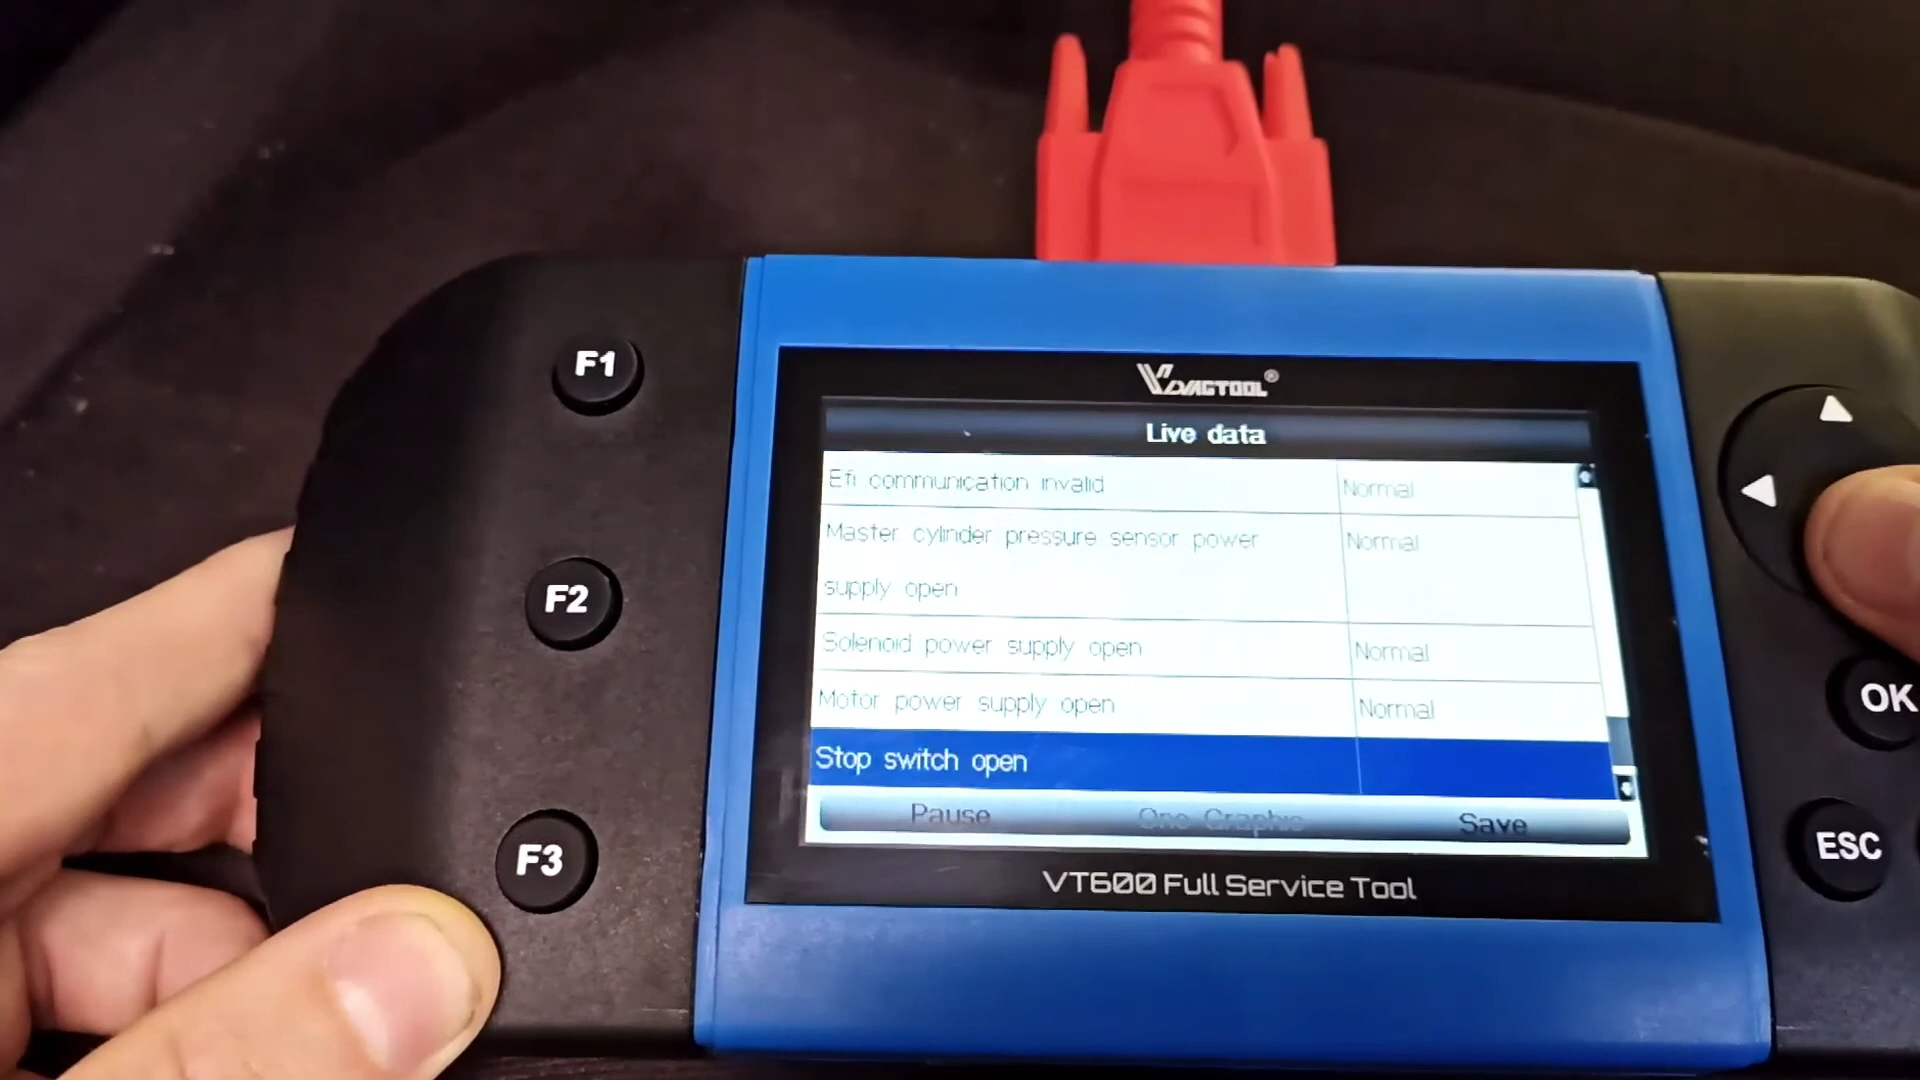 F1
F2
F3
VDIAGTOOL®
Live data
Efi communication invalid Normal
Master cylinder pressure sensor power Normal
supply open
Solenoid power supply open Normal
Motor power supply open Normal
Stop switch open
Pause One Graphic Save
VT600 Full Service Tool
OK
ESC